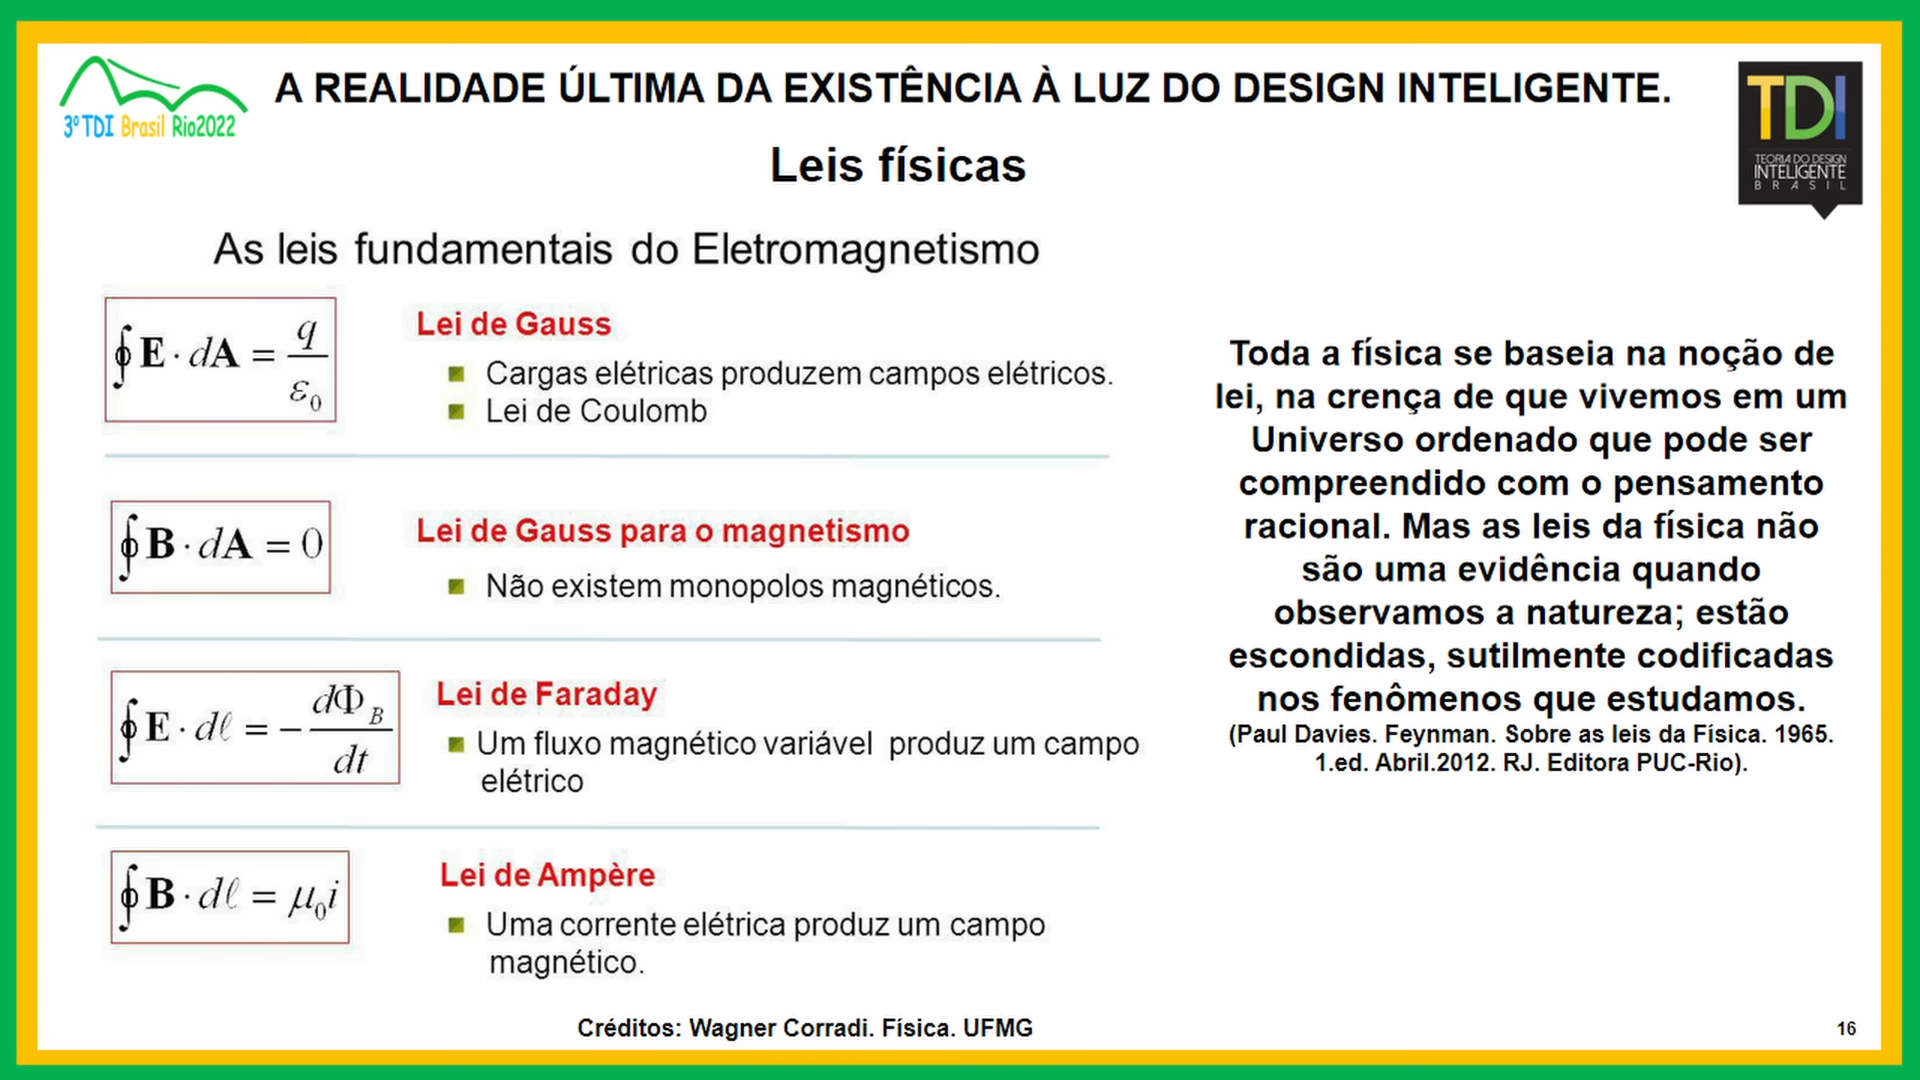 3º TDI Brasil Rio2022
A REALIDADE ÚLTIMA DA EXISTÊNCIA À LUZ DO DESIGN INTELIGENTE.
TDI
TEORIA DO DESIGN
INTELIGENTE
BRASIL
Leis físicas
As leis fundamentais do Eletromagnetismo
∮ E · dA = q / ε₀
Lei de Gauss
Cargas elétricas produzem campos elétricos.
Lei de Coulomb
∮ B · dA = 0
Lei de Gauss para o magnetismo
Não existem monopolos magnéticos.
∮ E · dℓ = − dΦ_B / dt
Lei de Faraday
Um fluxo magnético variável produz um campo
elétrico
∮ B · dℓ = μ₀i
Lei de Ampère
Uma corrente elétrica produz um campo
magnético.
Toda a física se baseia na noção de
lei, na crença de que vivemos em um
Universo ordenado que pode ser
compreendido com o pensamento
racional. Mas as leis da física não
são uma evidência quando
observamos a natureza; estão
escondidas, sutilmente codificadas
nos fenômenos que estudamos.
(Paul Davies. Feynman. Sobre as leis da Física. 1965.
1.ed. Abril.2012. RJ. Editora PUC-Rio).
Créditos: Wagner Corradi. Física. UFMG
16